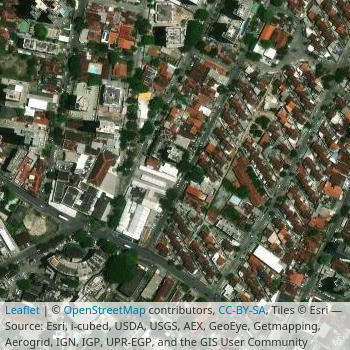 Leaflet | © OpenStreetMap contributors, CC-BY-SA, Tiles © Esri —
Source: Esri, i-cubed, USDA, USGS, AEX, GeoEye, Getmapping,
Aerogrid, IGN, IGP, UPR-EGP, and the GIS User Community